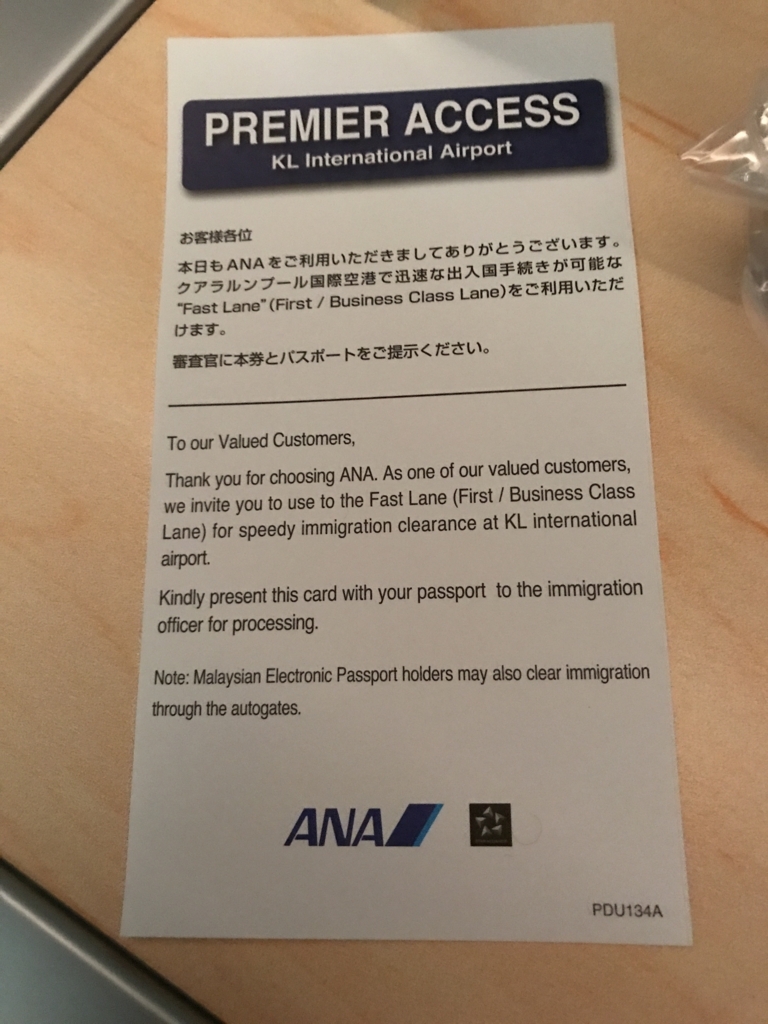 PREMIER ACCESS
KL International Airport
お客様各位
本日もANAをご利用いただきましてありがとうございます。
クアラルンプール国際空港で迅速な出入国手続きが可能な
"Fast Lane"(First / Business Class Lane)をご利用いただ
けます。
審査官に本券とパスポートをご提示ください。
To our Valued Customers,
Thank you for choosing ANA. As one of our valued customers,
we invite you to use to the Fast Lane (First / Business Class
Lane) for speedy immigration clearance at KL international
airport.
Kindly present this card with your passport to the immigration
officer for processing.
Note: Malaysian Electronic Passport holders may also clear immigration
through the autogates.
ANA
PDU134A